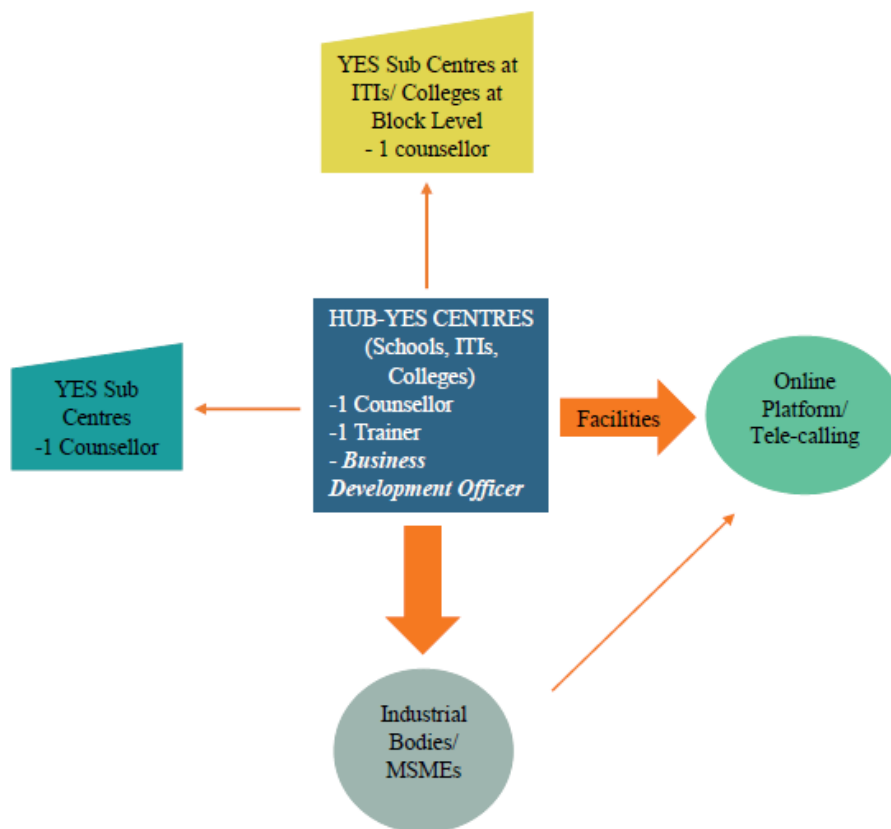 YES Sub Centres at
ITIs/ Colleges at
Block Level
- 1 counsellor
HUB-YES CENTRES
(Schools, ITIs,
Colleges)
-1 Counsellor
-1 Trainer
- Business
Development Officer
YES Sub
Centres
-1 Counsellor
Facilities
Online
Platform/
Tele-calling
Industrial
Bodies/
MSMEs